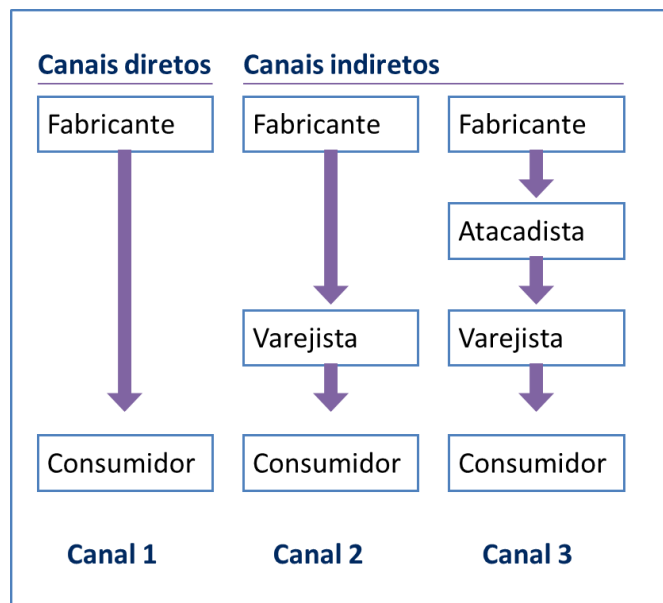 Canais diretos
Canais indiretos
Fabricante
Fabricante
Fabricante
Atacadista
Varejista
Varejista
Consumidor
Consumidor
Consumidor
Canal 1
Canal 2
Canal 3